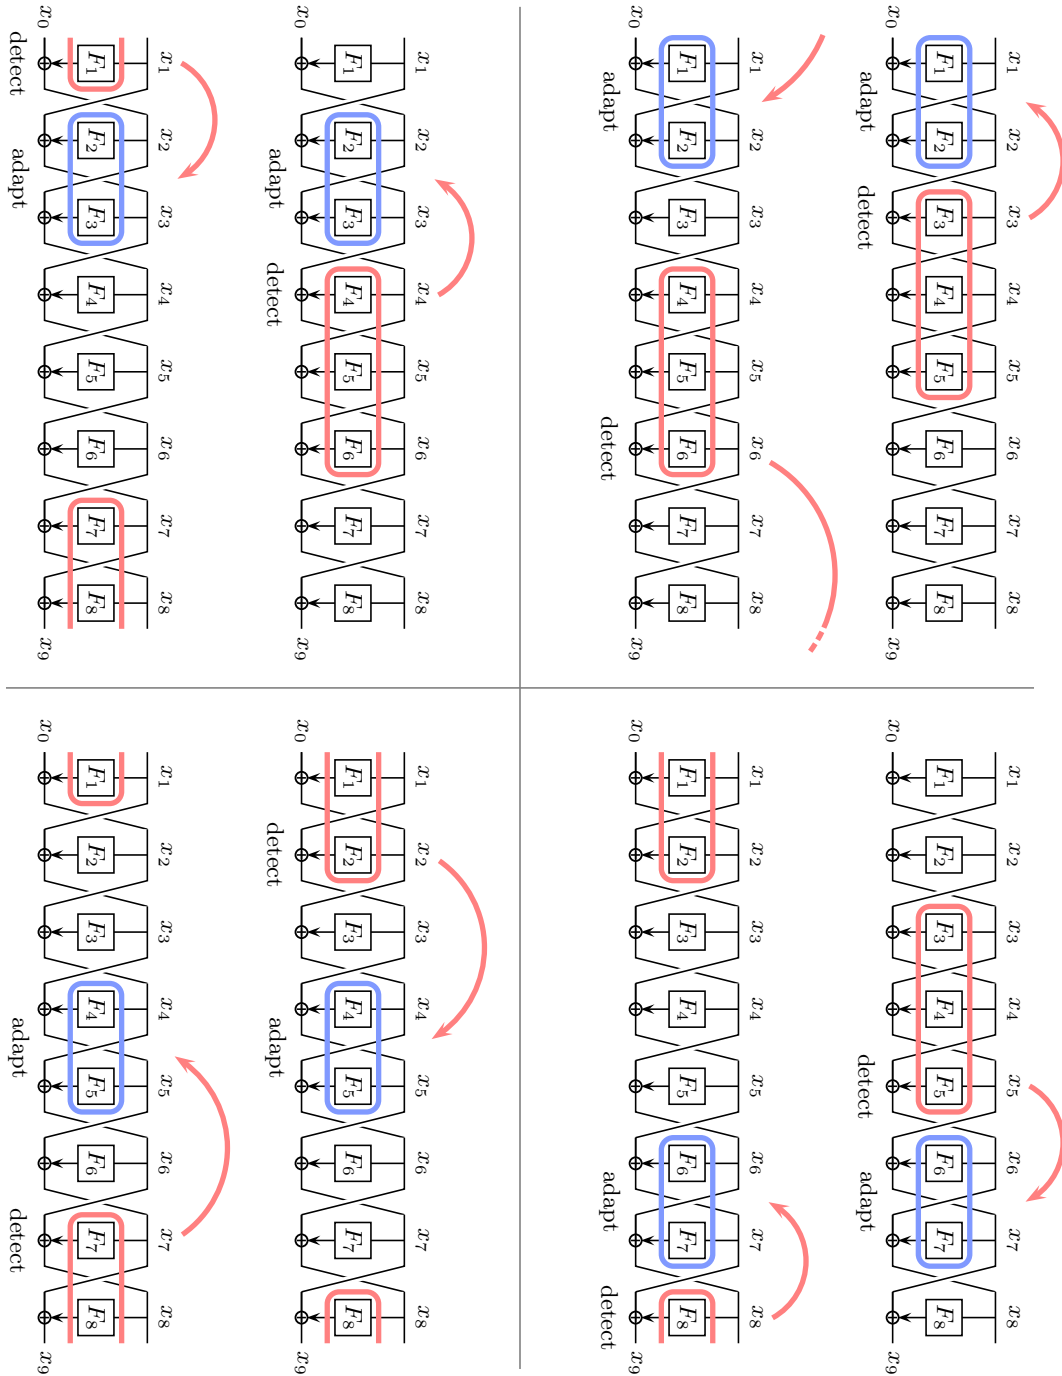 x₁ x₂ x₃ x₄ x₅ x₆ x₇ x₈
F₁ F₂ F₃ F₄ F₅ F₆ F₇ F₈
x₀ x₉
adapt detect
x₁ x₂ x₃ x₄ x₅ x₆ x₇ x₈
F₁ F₂ F₃ F₄ F₅ F₆ F₇ F₈
x₀ x₉
adapt detect
x₁ x₂ x₃ x₄ x₅ x₆ x₇ x₈
F₁ F₂ F₃ F₄ F₅ F₆ F₇ F₈
x₀ x₉
detect adapt
x₁ x₂ x₃ x₄ x₅ x₆ x₇ x₈
F₁ F₂ F₃ F₄ F₅ F₆ F₇ F₈
x₀ x₉
adapt detect
x₁ x₂ x₃ x₄ x₅ x₆ x₇ x₈
F₁ F₂ F₃ F₄ F₅ F₆ F₇ F₈
x₀ x₉
adapt detect
x₁ x₂ x₃ x₄ x₅ x₆ x₇ x₈
F₁ F₂ F₃ F₄ F₅ F₆ F₇ F₈
x₀ x₉
detect adapt
x₁ x₂ x₃ x₄ x₅ x₆ x₇ x₈
F₁ F₂ F₃ F₄ F₅ F₆ F₇ F₈
x₀ x₉
detect adapt
x₁ x₂ x₃ x₄ x₅ x₆ x₇ x₈
F₁ F₂ F₃ F₄ F₅ F₆ F₇ F₈
x₀ x₉
adapt detect